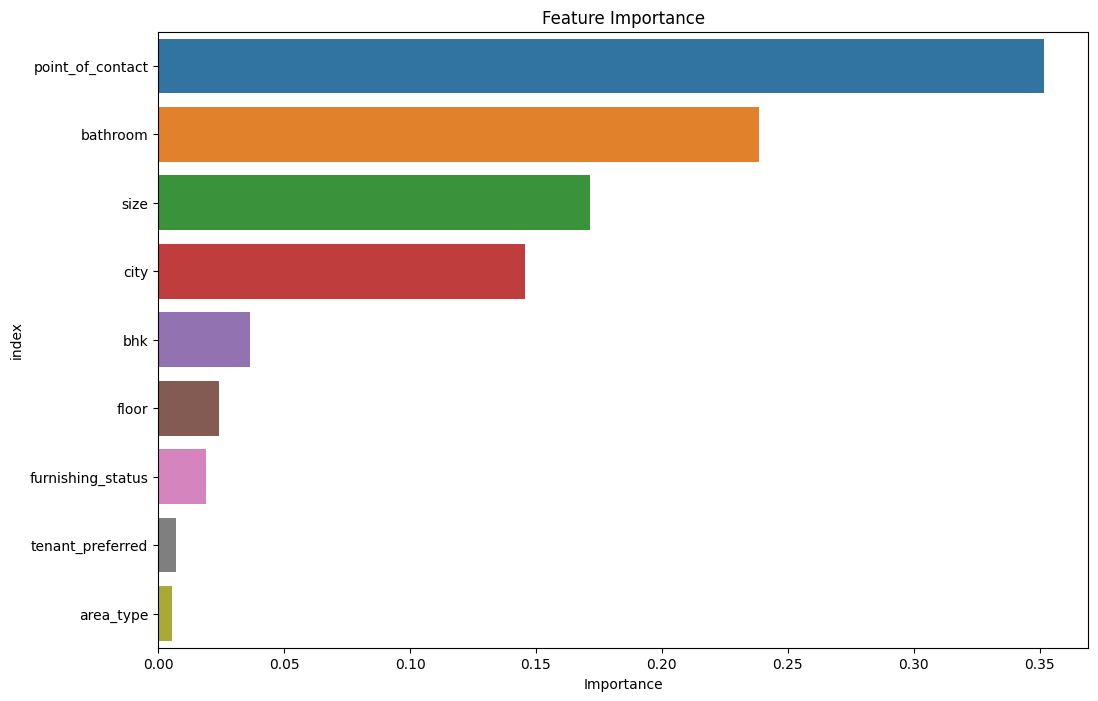 Feature Importance
point_of_contact
bathroom
size
city
bhk
floor
furnishing_status
tenant_preferred
area_type
index
0.00 0.05 0.10 0.15 0.20 0.25 0.30 0.35
Importance